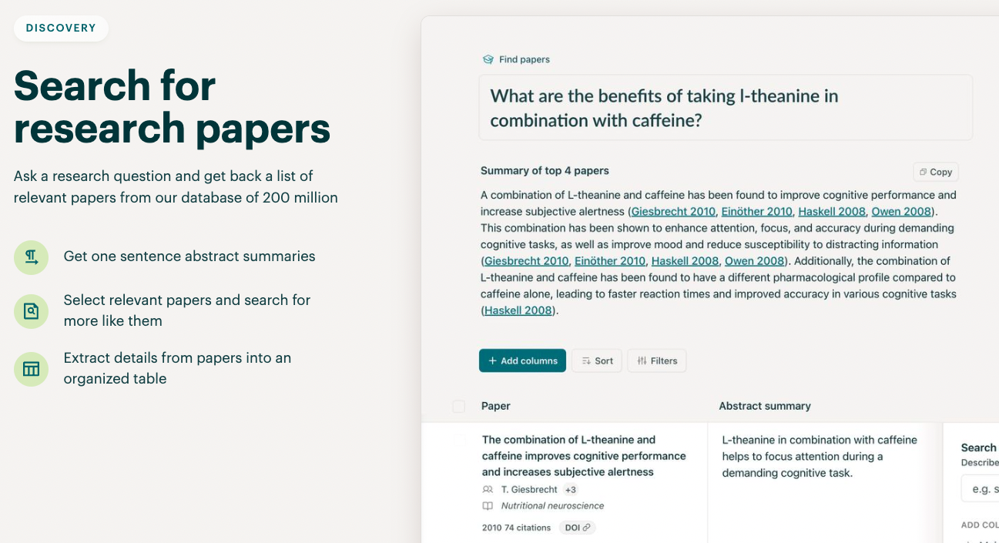 DISCOVERY
Search for
research papers
Ask a research question and get back a list of
relevant papers from our database of 200 million
Get one sentence abstract summaries
Select relevant papers and search for
more like them
Extract details from papers into an
organized table
Find papers
What are the benefits of taking l-theanine in
combination with caffeine?
Summary of top 4 papers
Copy
A combination of L-theanine and caffeine has been found to improve cognitive performance and
increase subjective alertness (Giesbrecht 2010, Einöther 2010, Haskell 2008, Owen 2008).
This combination has been shown to enhance attention, focus, and accuracy during demanding
cognitive tasks, as well as improve mood and reduce susceptibility to distracting information
(Giesbrecht 2010, Einöther 2010, Haskell 2008, Owen 2008). Additionally, the combination of
L-theanine and caffeine has been found to have a different pharmacological profile compared to
caffeine alone, leading to faster reaction times and improved accuracy in various cognitive tasks
(Haskell 2008).
+ Add columns
Sort
Filters
Paper
Abstract summary
The combination of L-theanine and
caffeine improves cognitive performance
and increases subjective alertness
T. Giesbrecht +3
Nutritional neuroscience
2010 74 citations DOI
L-theanine in combination with caffeine
helps to focus attention during a
demanding cognitive task.
Search
Describe
e.g. s
ADD COL